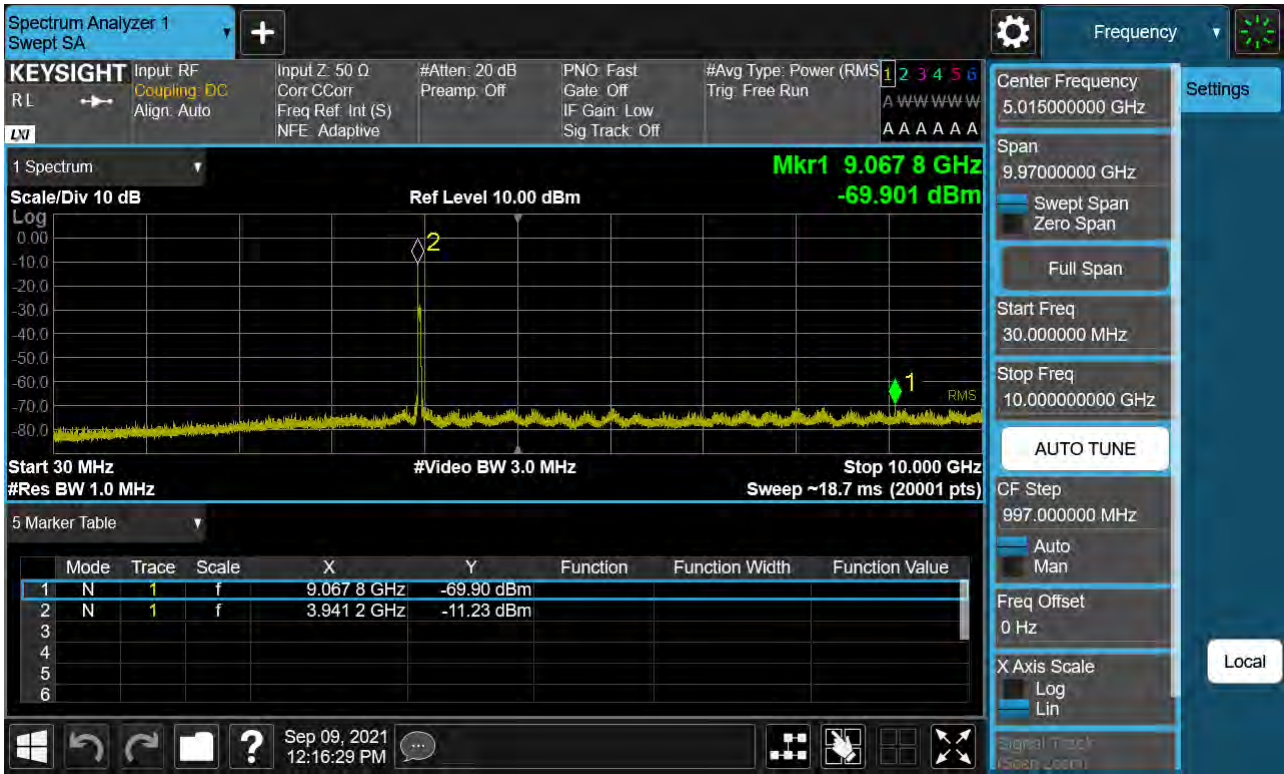 Spectrum Analyzer 1
Swept SA
+
Frequency
KEYSIGHT
RL
LXI
Input: RF
Coupling: DC
Align: Auto
Input Z: 50 Ω
Corr CCorr
Freq Ref: Int (S)
NFE: Adaptive
#Atten: 20 dB
Preamp: Off
PNO: Fast
Gate: Off
IF Gain: Low
Sig Track: Off
#Avg Type: Power (RMS
Trig: Free Run
1 2 3 4 5 6
A W W W W W
A A A A A A
Center Frequency
5.015000000 GHz
Settings
Span
9.97000000 GHz
Swept Span
Zero Span
Full Span
Start Freq
30.000000 MHz
Stop Freq
10.000000000 GHz
AUTO TUNE
CF Step
997.000000 MHz
Auto
Man
Freq Offset
0 Hz
X Axis Scale
Log
Lin
Signal Track
(Span Zoom)
Local
1 Spectrum
Mkr1 9.067 8 GHz
-69.901 dBm
Scale/Div 10 dB
Ref Level 10.00 dBm
Log
0.00
-10.0
-20.0
-30.0
-40.0
-50.0
-60.0
-70.0
-80.0
2
1
RMS
Start 30 MHz
#Video BW 3.0 MHz
Stop 10.000 GHz
#Res BW 1.0 MHz
Sweep ~18.7 ms (20001 pts)
5 Marker Table
Mode Trace Scale X Y Function Function Width Function Value
1 N 1 f 9.067 8 GHz -69.90 dBm
2 N 1 f 3.941 2 GHz -11.23 dBm
3
4
5
6
?
Sep 09, 2021
12:16:29 PM